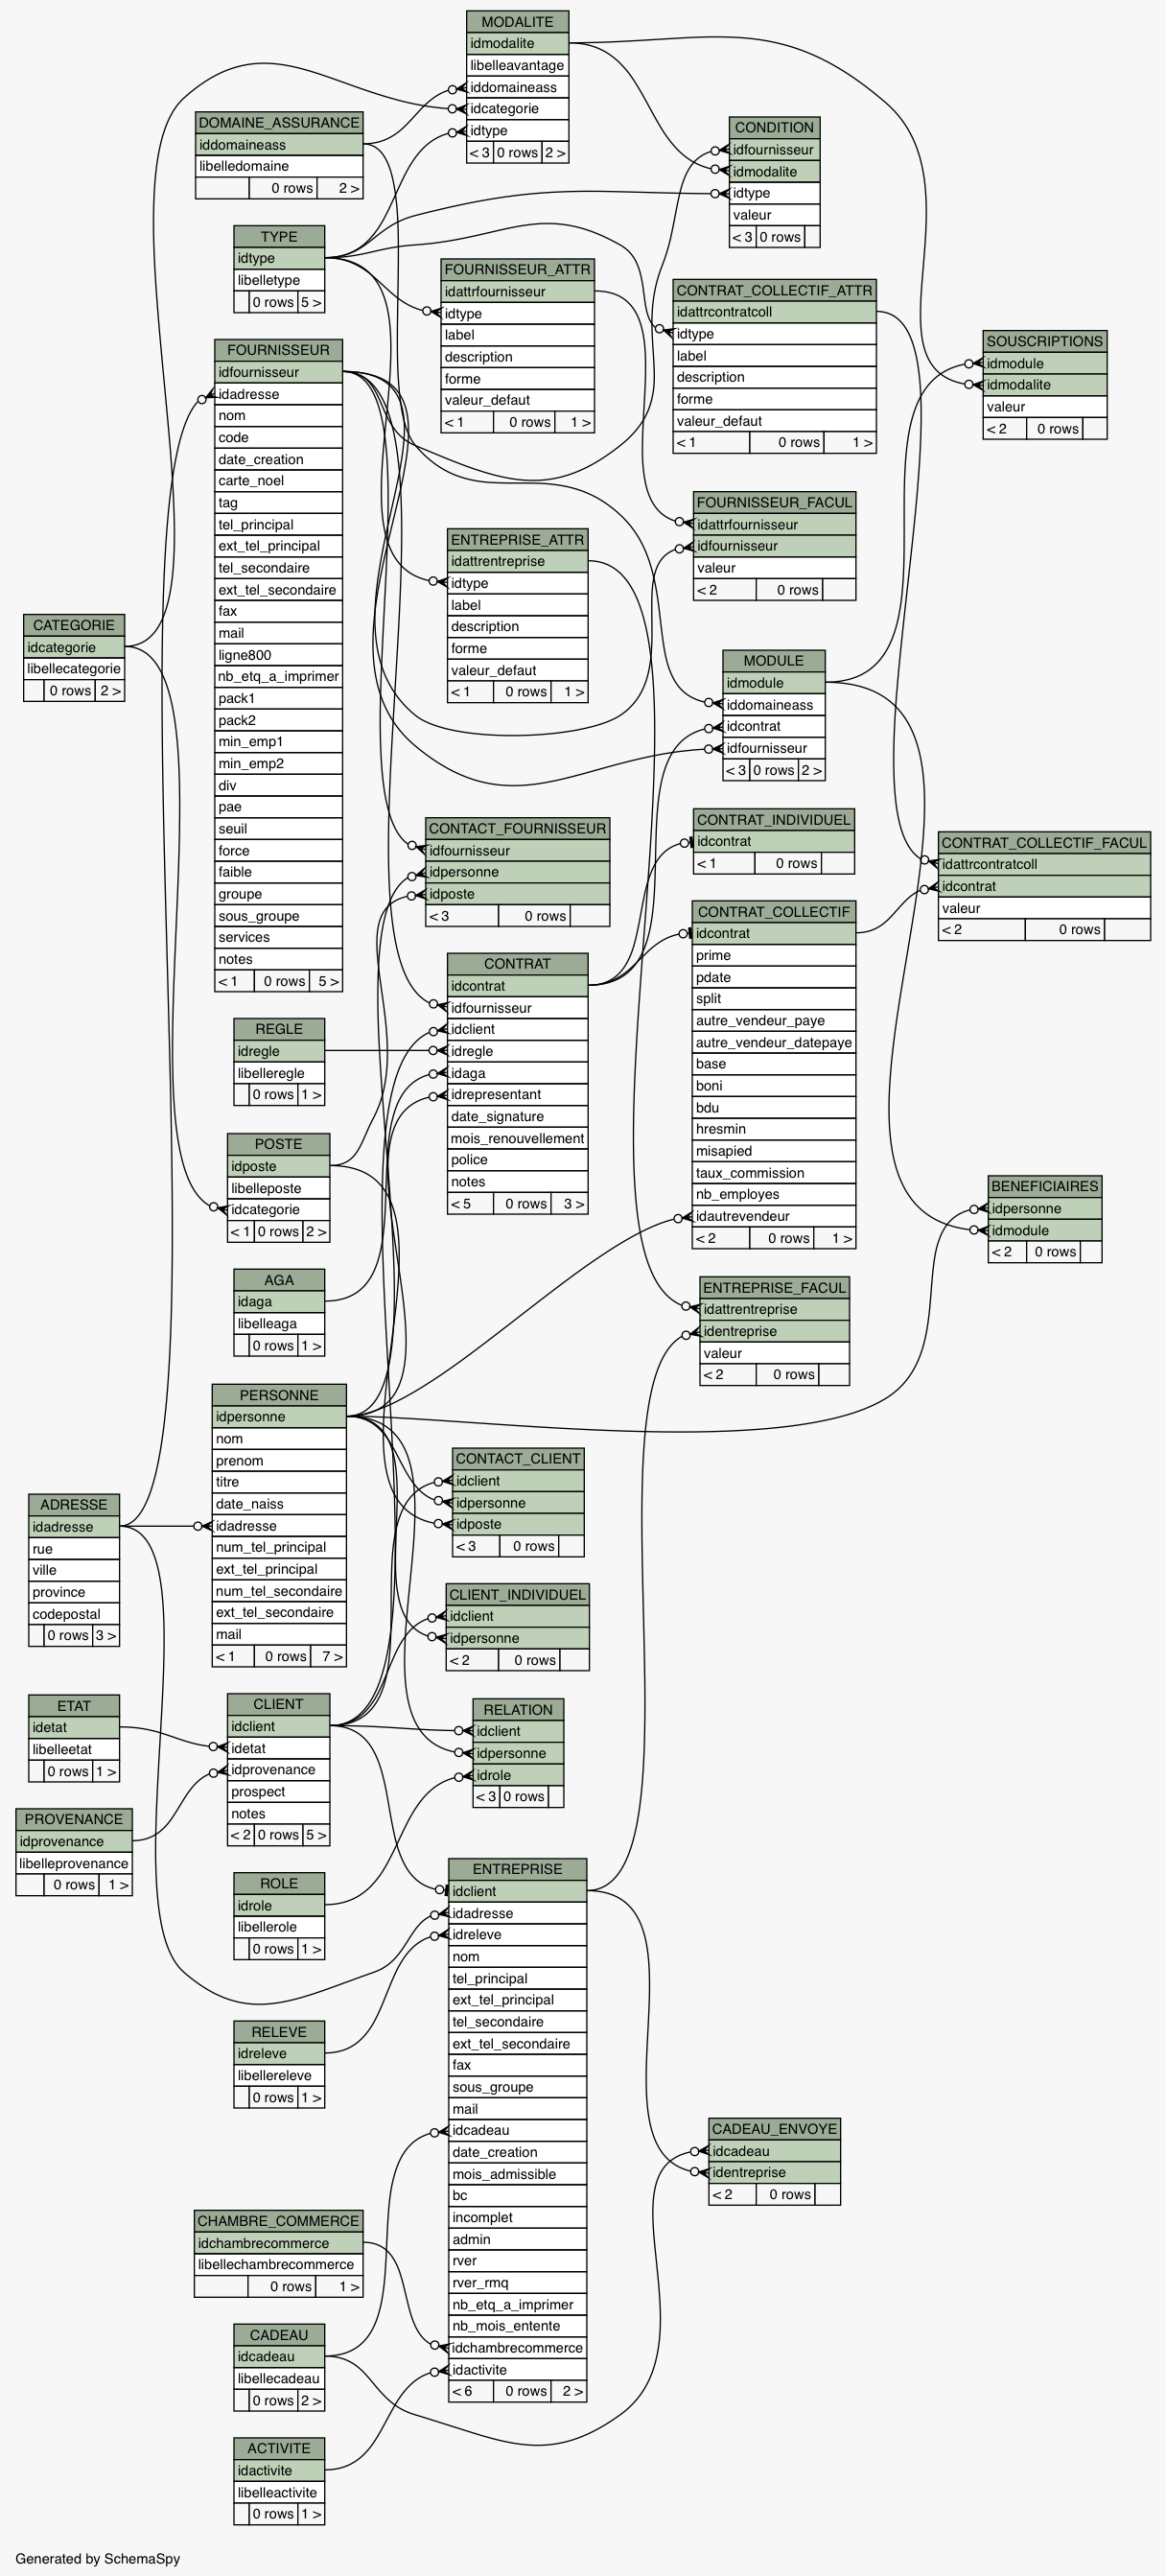 MODALITE
idmodalite
libelleavantage
iddomaineass
idcategorie
idtype
< 3 0 rows 2 >
DOMAINE_ASSURANCE
iddomaineass
libelledomaine
0 rows 2 >
CONDITION
idfournisseur
idmodalite
idtype
valeur
< 3 0 rows
TYPE
idtype
libelletype
0 rows 5 >
FOURNISSEUR_ATTR
idattrfournisseur
idtype
label
description
forme
valeur_defaut
< 1 0 rows 1 >
CONTRAT_COLLECTIF_ATTR
idattrcontratcoll
idtype
label
description
forme
valeur_defaut
< 1 0 rows 1 >
SOUSCRIPTIONS
idmodule
idmodalite
valeur
< 2 0 rows
FOURNISSEUR
idfournisseur
idadresse
nom
code
date_creation
carte_noel
tag
tel_principal
ext_tel_principal
tel_secondaire
ext_tel_secondaire
fax
mail
ligne800
nb_etq_a_imprimer
pack1
pack2
min_emp1
min_emp2
div
pae
seuil
force
faible
groupe
sous_groupe
services
notes
< 1 0 rows 5 >
FOURNISSEUR_FACUL
idattrfournisseur
idfournisseur
valeur
< 2 0 rows
ENTREPRISE_ATTR
idattrentreprise
idtype
label
description
forme
valeur_defaut
< 1 0 rows 1 >
CATEGORIE
idcategorie
libellecategorie
0 rows 2 >
MODULE
idmodule
iddomaineass
idcontrat
idfournisseur
< 3 0 rows 2 >
CONTRAT_INDIVIDUEL
idcontrat
< 1 0 rows
CONTACT_FOURNISSEUR
idfournisseur
idpersonne
idposte
< 3 0 rows
CONTRAT_COLLECTIF_FACUL
idattrcontratcoll
idcontrat
valeur
< 2 0 rows
CONTRAT_COLLECTIF
idcontrat
prime
pdate
split
autre_vendeur_paye
autre_vendeur_datepaye
base
boni
bdu
hresmin
misapied
taux_commission
nb_employes
idautrevendeur
< 2 0 rows 1 >
CONTRAT
idcontrat
idfournisseur
idclient
idregle
idaga
idrepresentant
date_signature
mois_renouvellement
police
notes
< 5 0 rows 3 >
REGLE
idregle
libelleregle
0 rows 1 >
POSTE
idposte
libelleposte
idcategorie
< 1 0 rows 2 >
BENEFICIAIRES
idpersonne
idmodule
< 2 0 rows
AGA
idaga
libelleaga
0 rows 1 >
ENTREPRISE_FACUL
idattrentreprise
identreprise
valeur
< 2 0 rows
PERSONNE
idpersonne
nom
prenom
titre
date_naiss
idadresse
num_tel_principal
ext_tel_principal
num_tel_secondaire
ext_tel_secondaire
mail
< 1 0 rows 7 >
CONTACT_CLIENT
idclient
idpersonne
idposte
< 3 0 rows
ADRESSE
idadresse
rue
ville
province
codepostal
0 rows 3 >
CLIENT_INDIVIDUEL
idclient
idpersonne
< 2 0 rows
ETAT
idetat
libelleetat
0 rows 1 >
CLIENT
idclient
idetat
idprovenance
prospect
notes
< 2 0 rows 5 >
RELATION
idclient
idpersonne
idrole
< 3 0 rows
PROVENANCE
idprovenance
libelleprovenance
0 rows 1 >
ROLE
idrole
libellerole
0 rows 1 >
ENTREPRISE
idclient
idadresse
idreleve
nom
tel_principal
ext_tel_principal
tel_secondaire
ext_tel_secondaire
fax
sous_groupe
mail
idcadeau
date_creation
mois_admissible
bc
incomplet
admin
rver
rver_rmq
nb_etq_a_imprimer
nb_mois_entente
idchambrecommerce
idactivite
< 6 0 rows 2 >
RELEVE
idreleve
libellereleve
0 rows 1 >
CADEAU_ENVOYE
idcadeau
identreprise
< 2 0 rows
CHAMBRE_COMMERCE
idchambrecommerce
libellechambrecommerce
0 rows 1 >
CADEAU
idcadeau
libellecadeau
0 rows 2 >
ACTIVITE
idactivite
libelleactivite
0 rows 1 >
Generated by SchemaSpy